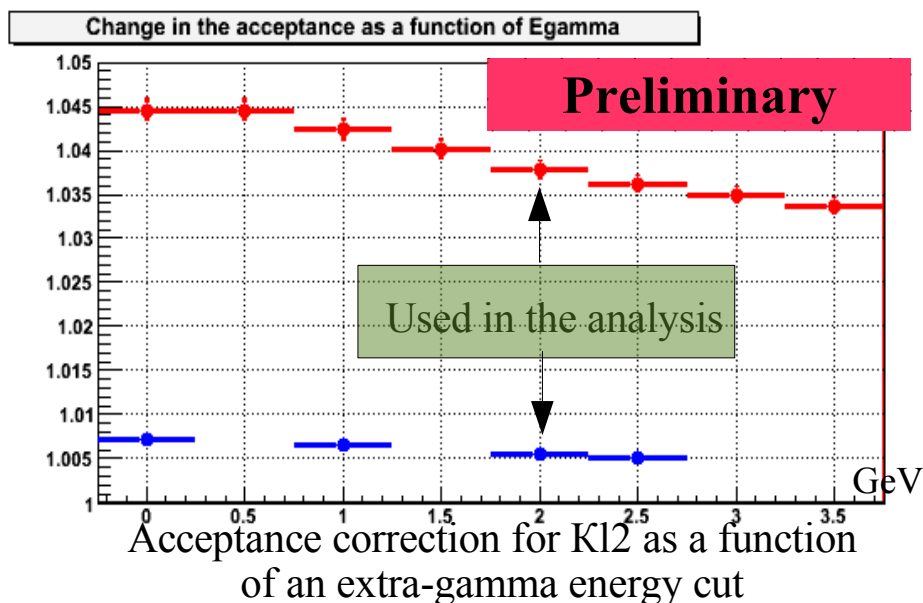 Change in the acceptance as a function of Egamma
Preliminary
1.05
1.045
1.04
1.035
1.03
1.025
1.02
1.015
1.01
1.005
1
Used in the analysis
GeV
0 0.5 1 1.5 2 2.5 3 3.5
Acceptance correction for Kl2 as a function
of an extra-gamma energy cut